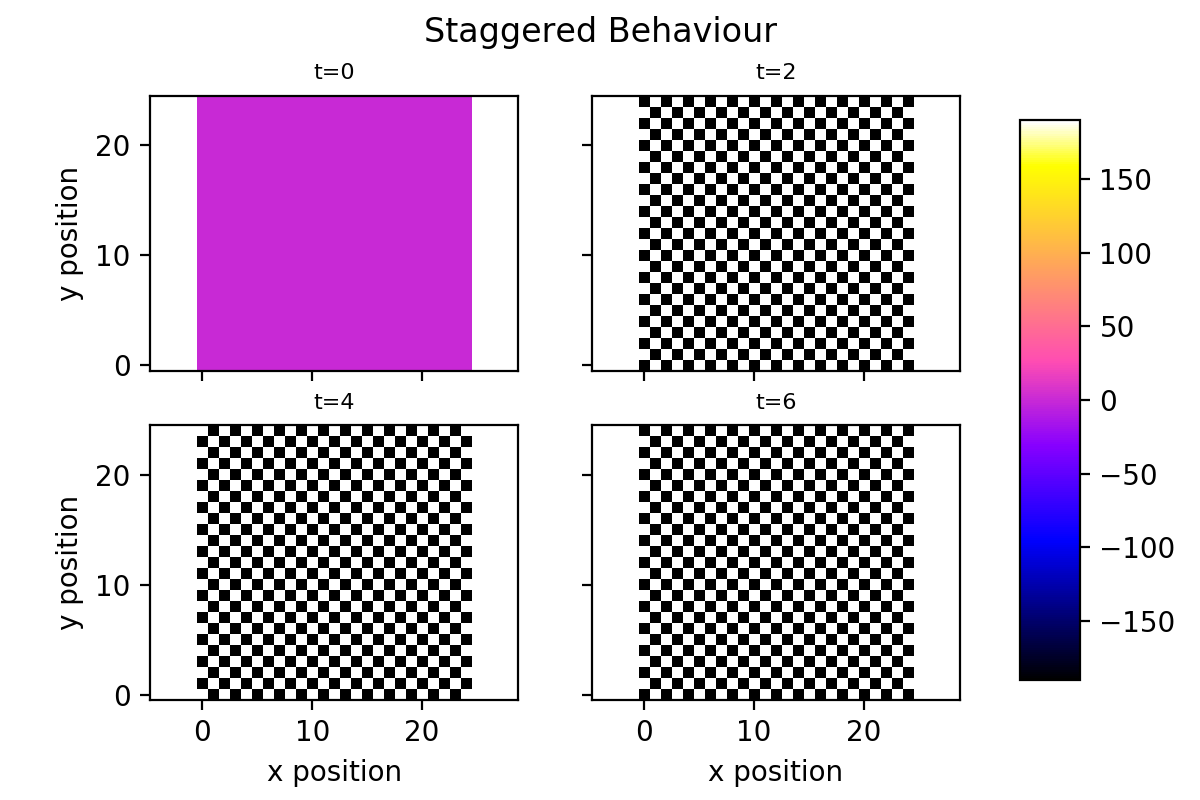 Staggered Behaviour
t=0
t=2
y position
20
10
0
t=4
t=6
y position
20
10
0
0 10 20
0 10 20
x position
x position
150
100
50
0
−50
−100
−150